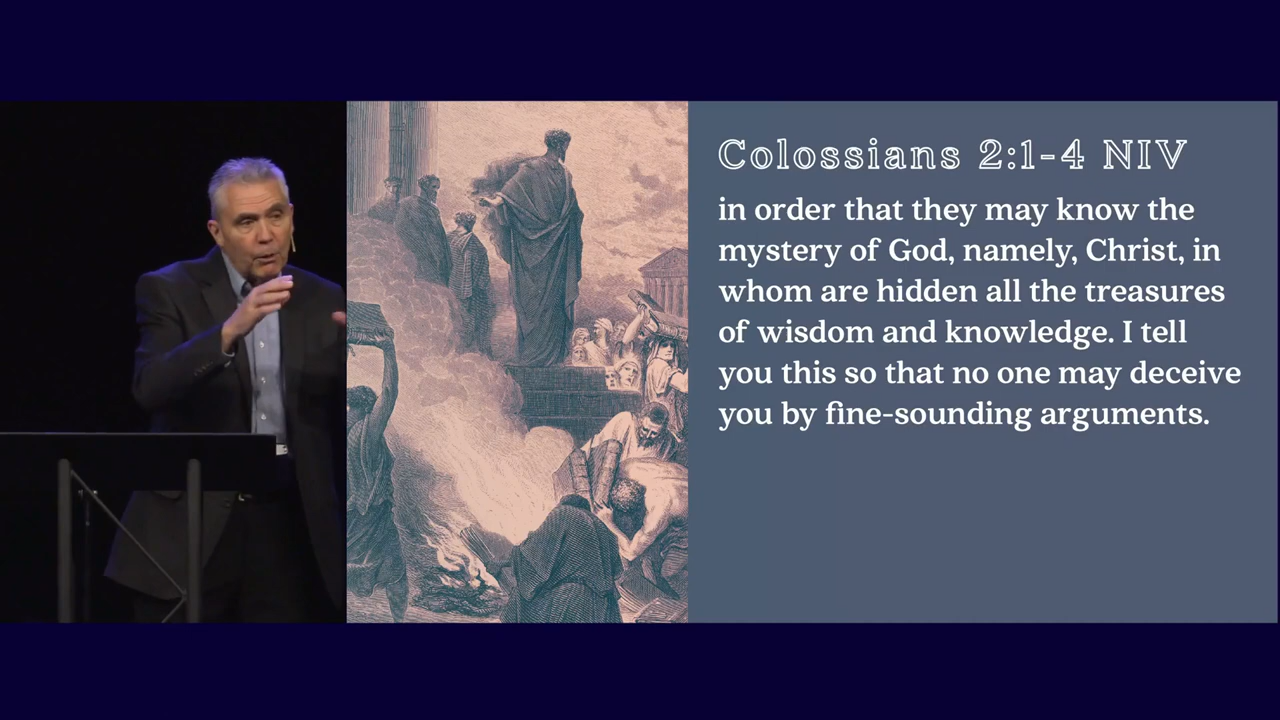 Colossians 2:1-4 NIV
in order that they may know the
mystery of God, namely, Christ, in
whom are hidden all the treasures
of wisdom and knowledge. I tell
you this so that no one may deceive
you by fine-sounding arguments.